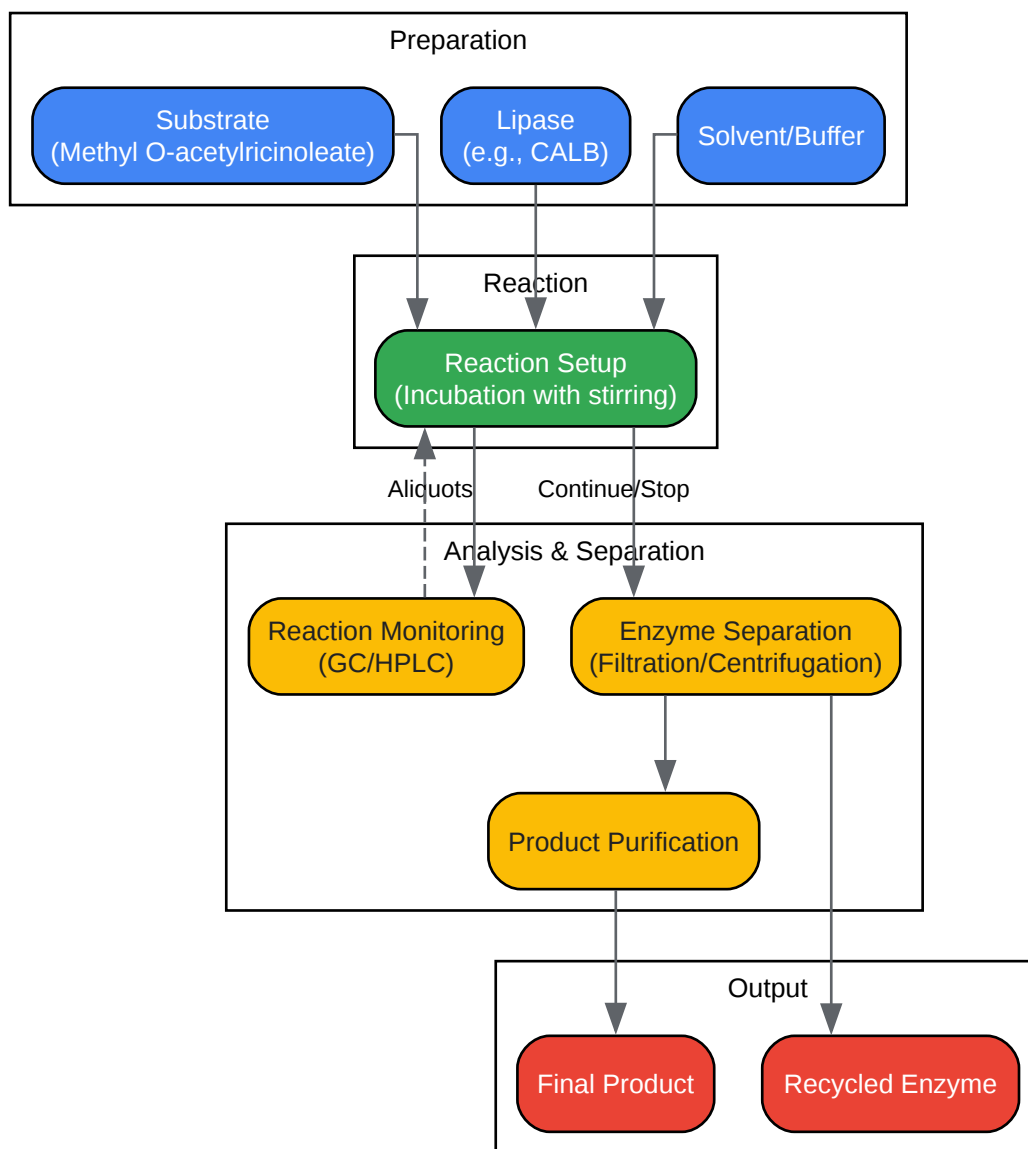 Preparation
Substrate
(Methyl O-acetylricinoleate)
Lipase
(e.g., CALB)
Solvent/Buffer
Reaction
Reaction Setup
(Incubation with stirring)
Aliquots
Continue/Stop
Analysis & Separation
Reaction Monitoring
(GC/HPLC)
Enzyme Separation
(Filtration/Centrifugation)
Product Purification
Output
Final Product
Recycled Enzyme